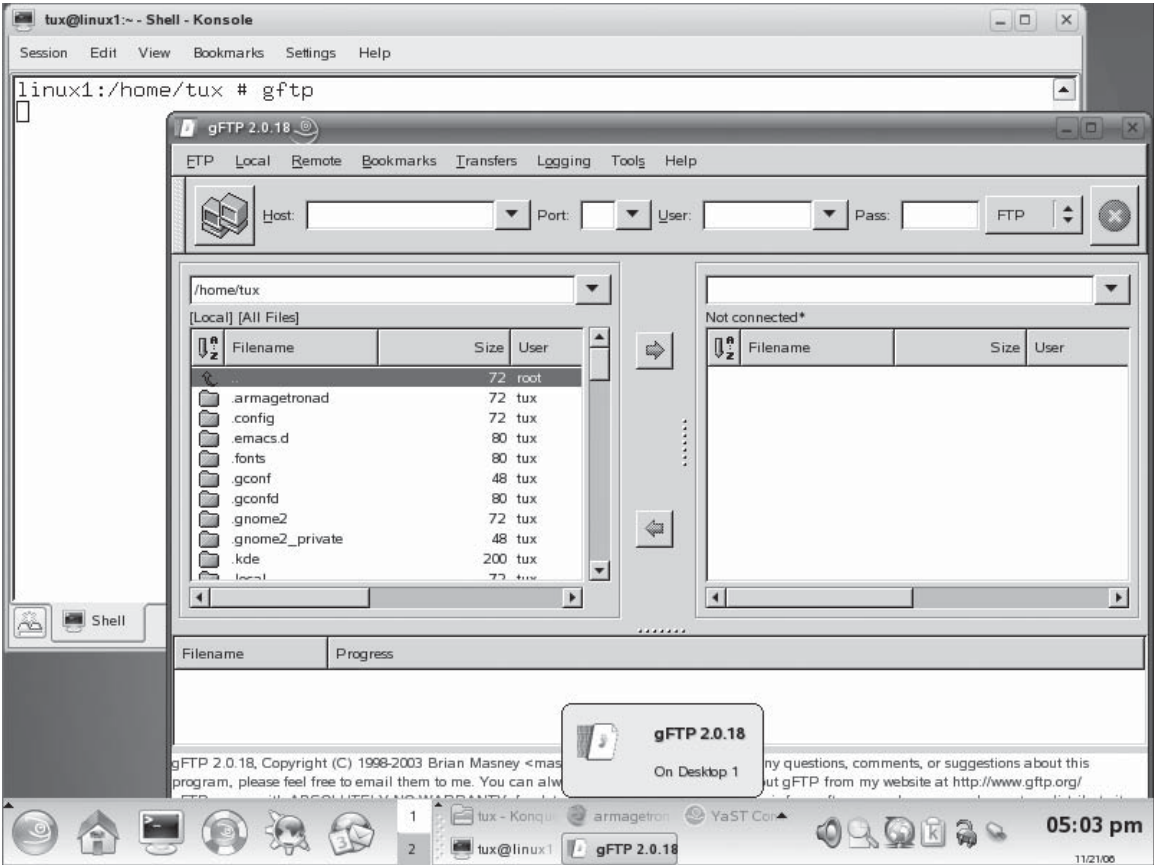 tux@linux1:~ - Shell - Konsole
Session Edit View Bookmarks Settings Help
linux1:/home/tux # gftp
gFTP 2.0.18
FTP Local Remote Bookmarks Transfers Logging Tools Help
Host: Port: User: Pass: FTP
/home/tux
[Local] [All Files]
Filename Size User
.. 72 root
.armagetronad 72 tux
.config 72 tux
.emacs.d 80 tux
.fonts 80 tux
.gconf 48 tux
.gconfd 80 tux
.gnome2 72 tux
.gnome2_private 48 tux
.kde 200 tux
.local 72 tux
Not connected*
Filename Size User
Shell
Filename Progress
gFTP 2.0.18
On Desktop 1
gFTP 2.0.18, Copyright (C) 1998-2003 Brian Masney <mas ny questions, comments, or suggestions about this
program, please feel free to email them to me. You can alw out gFTP from my website at http://www.gftp.org/
1 tux - Konqu armagetron YaST Con
2 tux@linux1 gFTP 2.0.18
05:03 pm
11/21/06